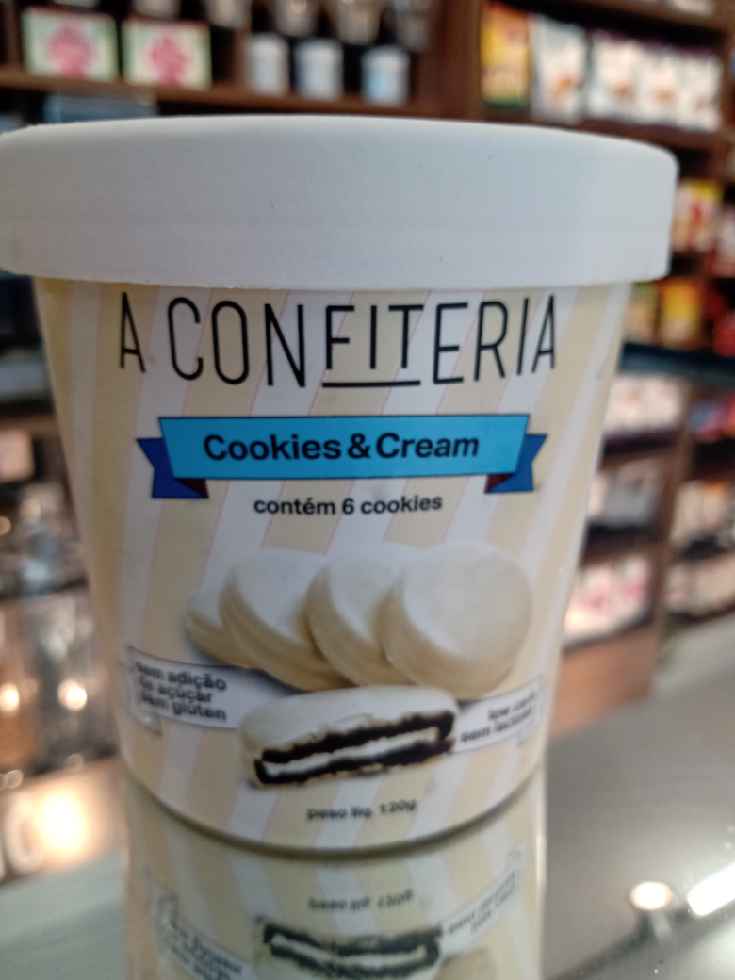 A CONFITERIA
Cookies & Cream
contém 6 cookies
sem adição
de açúcar
sem glúten
low carb
sem lactose
peso líq. 120g